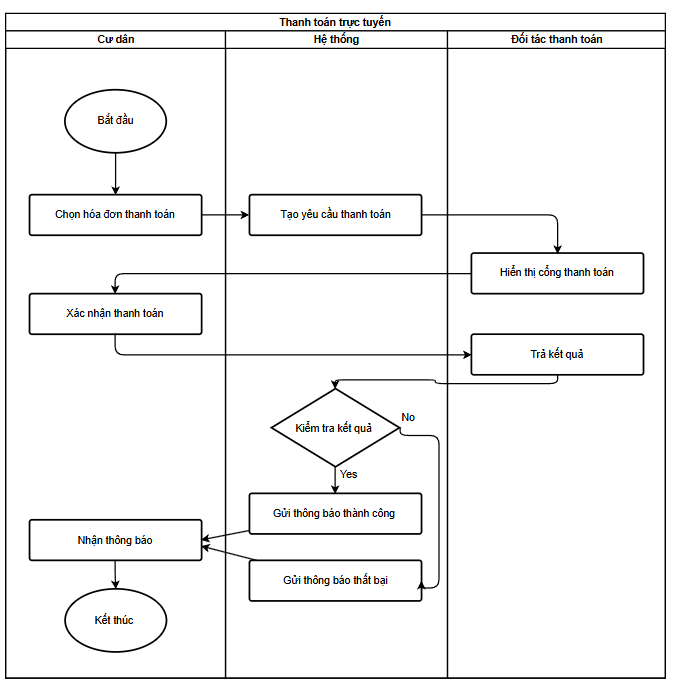 Thanh toán trực tuyến
Cư dân
Hệ thống
Đối tác thanh toán
Bắt đầu
Chọn hóa đơn thanh toán
Tạo yêu cầu thanh toán
Hiển thị cổng thanh toán
Xác nhận thanh toán
Trả kết quả
Kiểm tra kết quả
No
Yes
Gửi thông báo thành công
Nhận thông báo
Gửi thông báo thất bại
Kết thúc